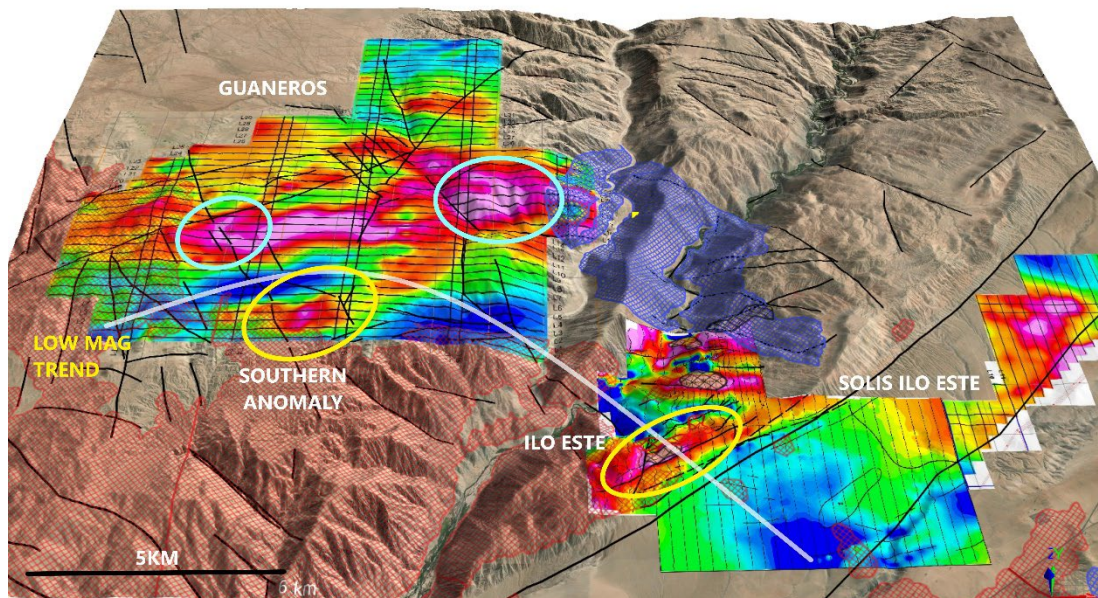 GUANEROS
LOW MAG
TREND
SOUTHERN
ANOMALY
SOLIS ILO ESTE
ILO ESTE
5KM
6 km
Y